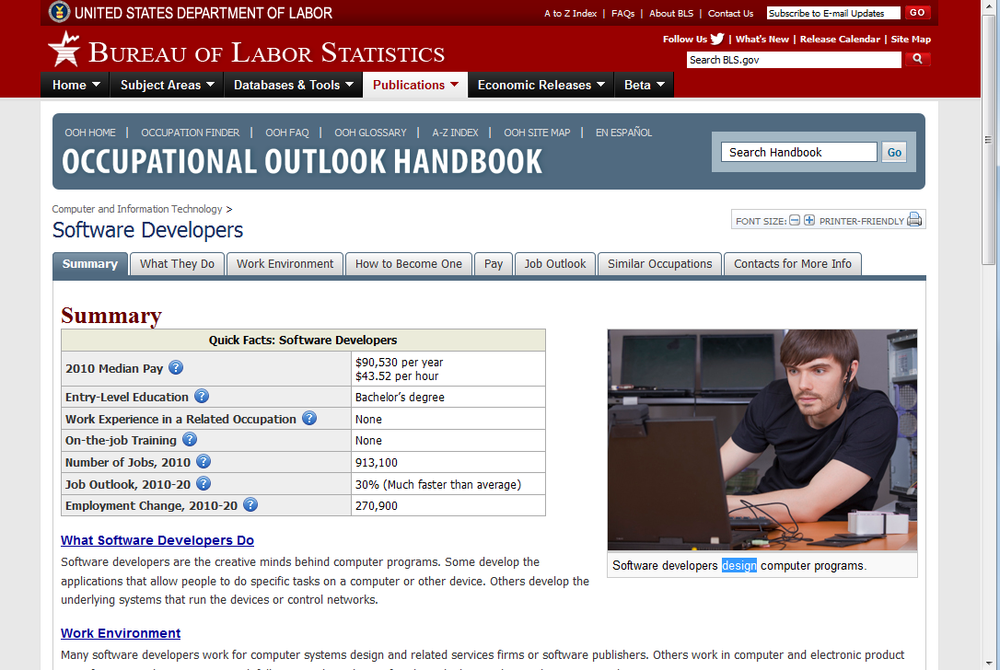 UNITED STATES DEPARTMENT OF LABOR
A to Z Index | FAQs | About BLS | Contact Us Subscribe to E-mail Updates GO
Follow Us | What's New | Release Calendar | Site Map
BUREAU OF LABOR STATISTICS
Search BLS.gov
Home Subject Areas Databases & Tools Publications Economic Releases Beta
OOH HOME | OCCUPATION FINDER | OOH FAQ | OOH GLOSSARY | A-Z INDEX | OOH SITE MAP | EN ESPAÑOL
OCCUPATIONAL OUTLOOK HANDBOOK
Search Handbook Go
Computer and Information Technology >
Software Developers
FONT SIZE: PRINTER-FRIENDLY
Summary What They Do Work Environment How to Become One Pay Job Outlook Similar Occupations Contacts for More Info
Summary
Quick Facts: Software Developers
2010 Median Pay ? $90,530 per year
$43.52 per hour
Entry-Level Education ? Bachelor's degree
Work Experience in a Related Occupation ? None
On-the-job Training ? None
Number of Jobs, 2010 ? 913,100
Job Outlook, 2010-20 ? 30% (Much faster than average)
Employment Change, 2010-20 ? 270,900
Software developers design computer programs.
What Software Developers Do
Software developers are the creative minds behind computer programs. Some develop the
applications that allow people to do specific tasks on a computer or other device. Others develop the
underlying systems that run the devices or control networks.
Work Environment
Many software developers work for computer systems design and related services firms or software publishers. Others work in computer and electronic product